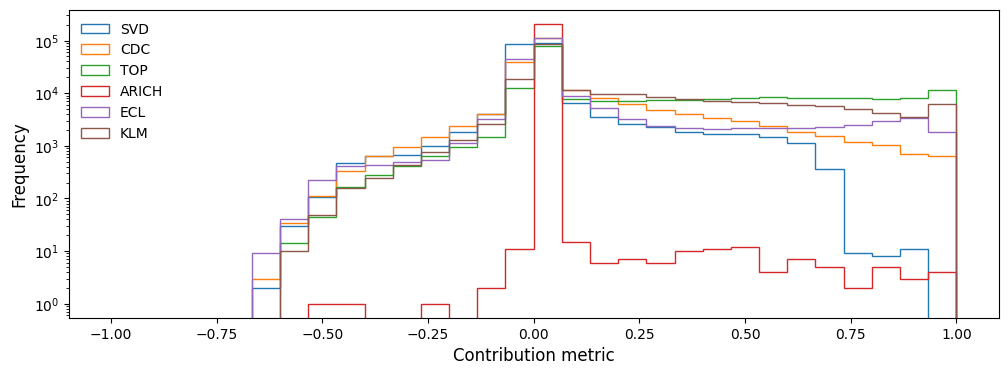 SVD
CDC
TOP
ARICH
ECL
KLM
Frequency
10⁵
10⁴
10³
10²
10¹
10⁰
−1.00 −0.75 −0.50 −0.25 0.00 0.25 0.50 0.75 1.00
Contribution metric